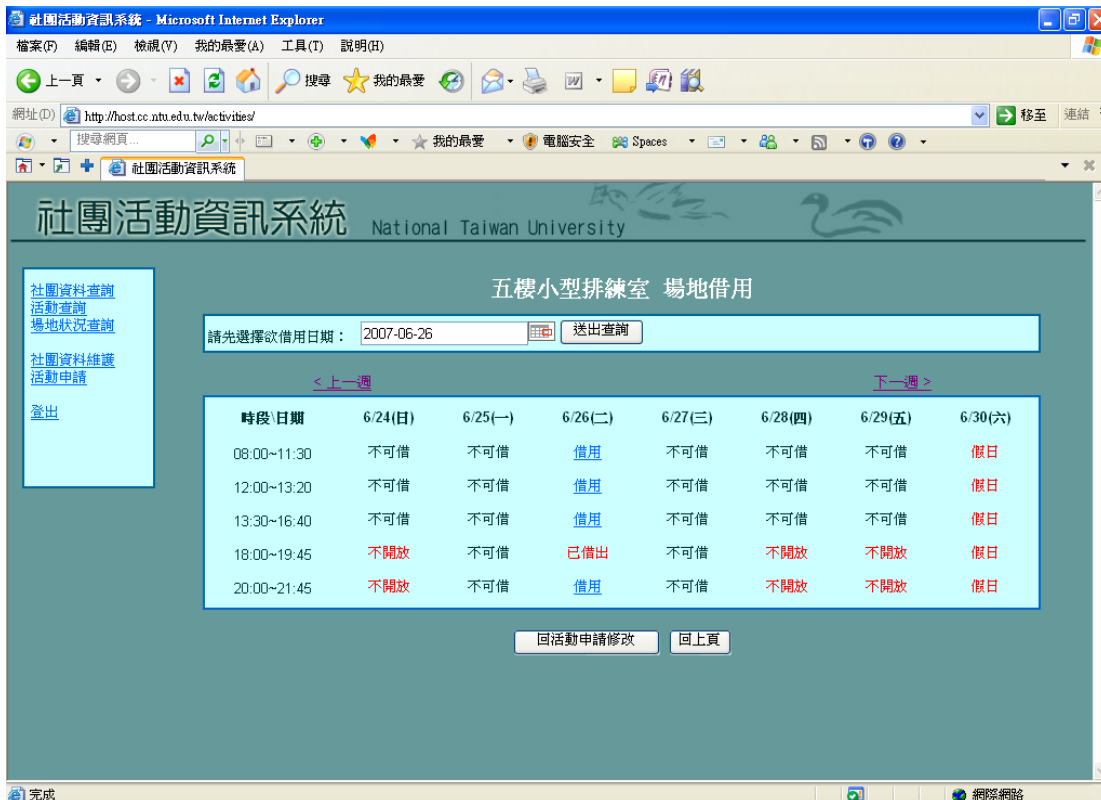 社團活動資訊系統 - Microsoft Internet Explorer
檔案(F) 編輯(E) 檢視(V) 我的最愛(A) 工具(T) 說明(H)
上一頁 搜尋 我的最愛
網址(D) http://host.cc.ntu.edu.tw/activities/ 移至 連結
搜尋網頁... 我的最愛 電腦安全 Spaces
社團活動資訊系統
社團活動資訊系統 National Taiwan University
社團資料查詢
活動查詢
場地狀況查詢
社團資料維護
活動申請
登出
五樓小型排練室 場地借用
請先選擇欲借用日期: 2007-06-26 送出查詢
< 上一週 下一週 >
時段\日期 6/24(日) 6/25(一) 6/26(二) 6/27(三) 6/28(四) 6/29(五) 6/30(六)
08:00~11:30 不可借 不可借 借用 不可借 不可借 不可借 假日
12:00~13:20 不可借 不可借 借用 不可借 不可借 不可借 假日
13:30~16:40 不可借 不可借 借用 不可借 不可借 不可借 假日
18:00~19:45 不開放 不可借 已借出 不可借 不開放 不開放 假日
20:00~21:45 不開放 不可借 借用 不可借 不開放 不開放 假日
回活動申請修改 回上頁
完成 網際網路